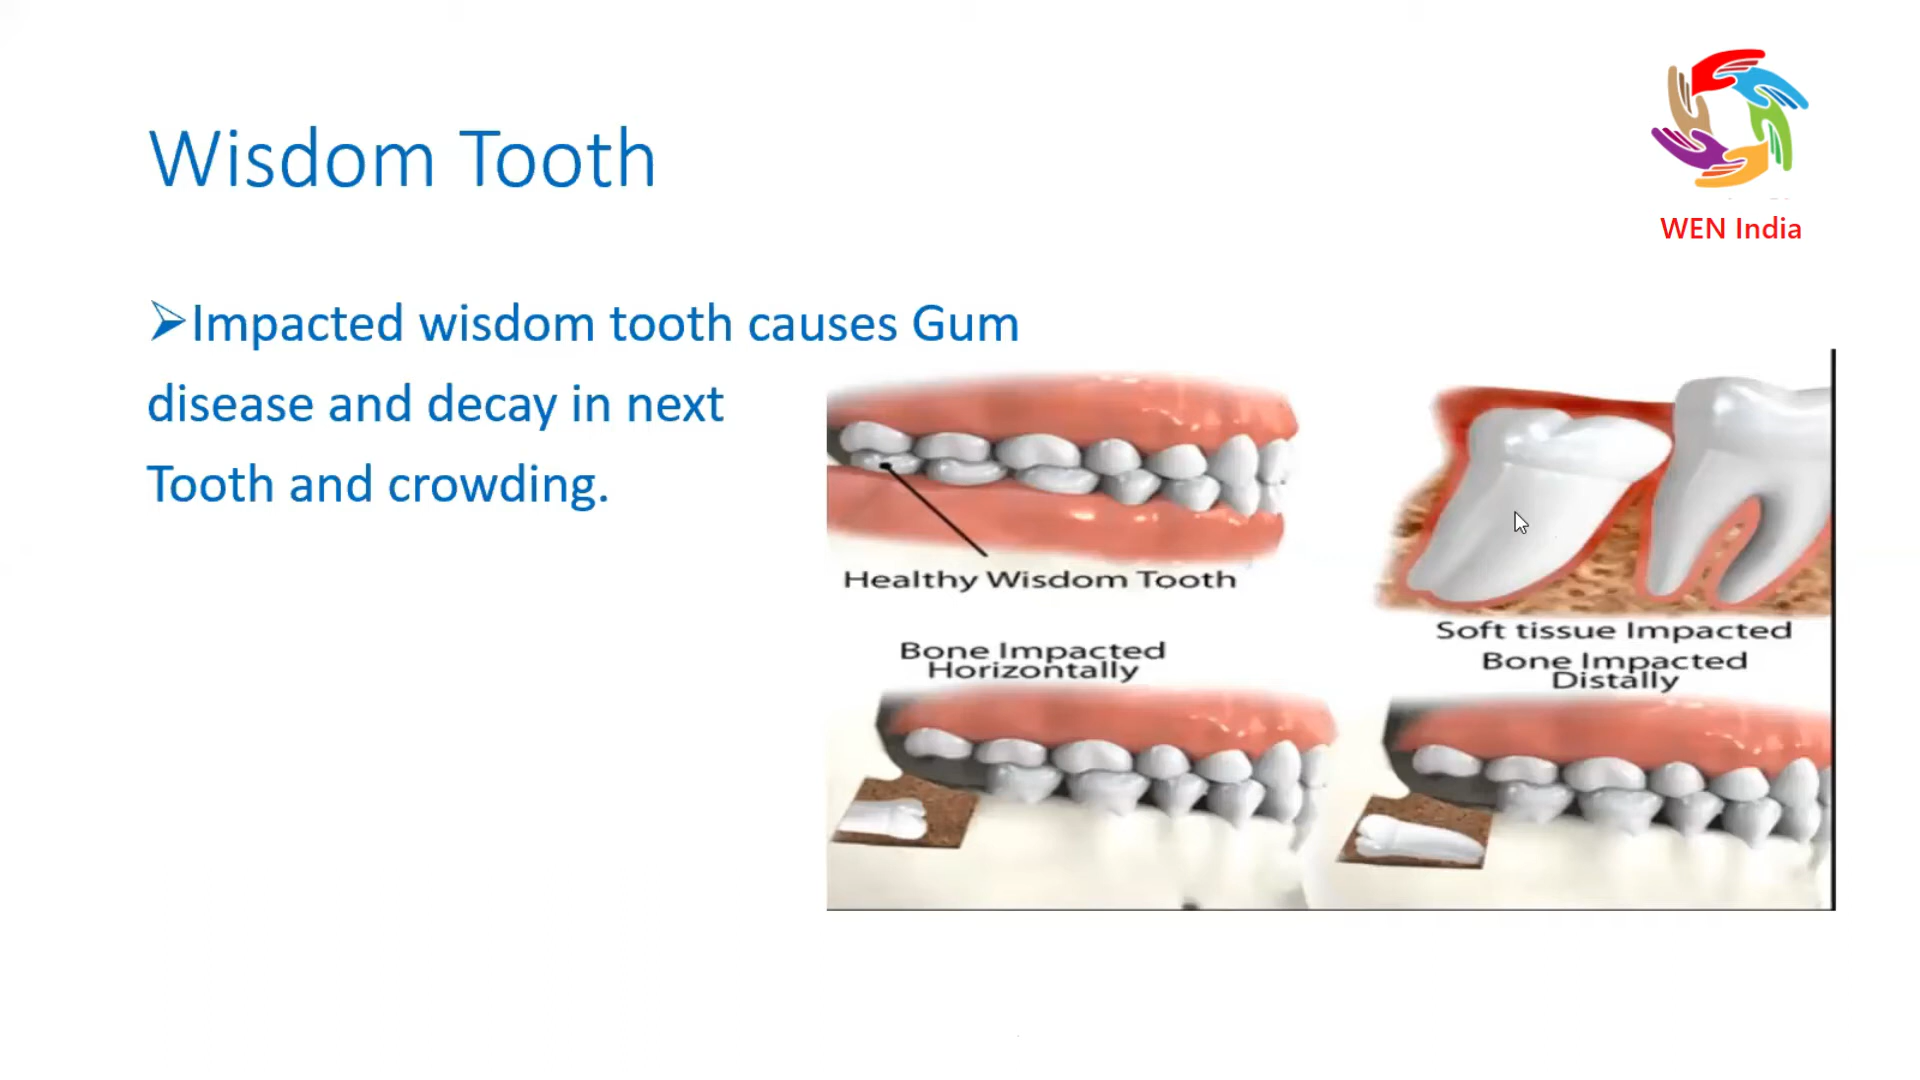 Wisdom Tooth
WEN India
➢Impacted wisdom tooth causes Gum
disease and decay in next
Tooth and crowding.
Healthy Wisdom Tooth
Soft tissue Impacted
Bone Impacted
Horizontally
Bone Impacted
Distally